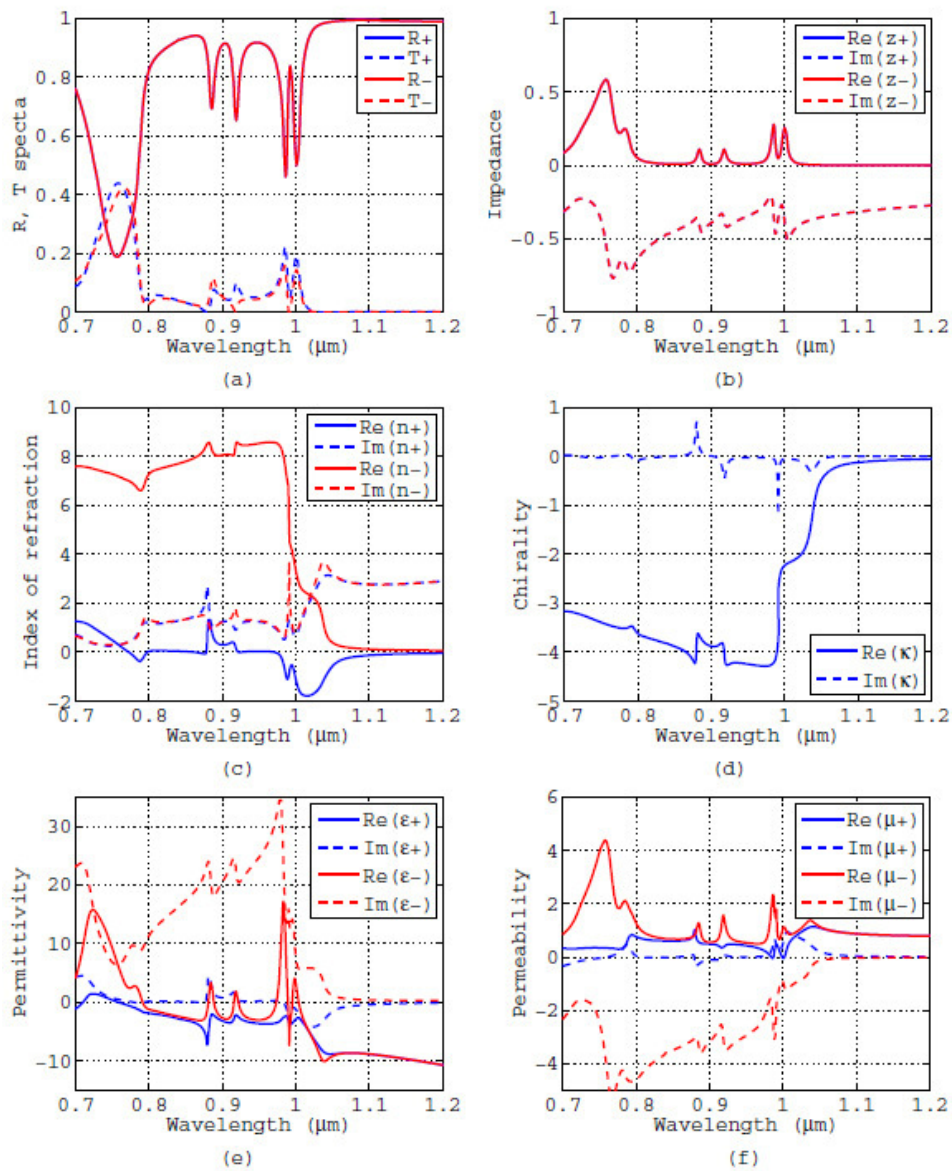 R+
T+
R-
T-
R, T specta
1
0.8
0.6
0.4
0.2
0
0.7 0.8 0.9 1 1.1 1.2
Wavelength (μm)
(a)
Re(z+)
Im(z+)
Re(z-)
Im(z-)
Impedance
1
0.5
0
-0.5
-1
0.7 0.8 0.9 1 1.1 1.2
Wavelength (μm)
(b)
Re(n+)
Im(n+)
Re(n-)
Im(n-)
Index of refraction
10
8
6
4
2
0
-2
0.7 0.8 0.9 1 1.1 1.2
Wavelength (μm)
(c)
Re(κ)
Im(κ)
Chirality
1
0
-1
-2
-3
-4
-5
0.7 0.8 0.9 1 1.1 1.2
Wavelength (μm)
(d)
Re(ε+)
Im(ε+)
Re(ε-)
Im(ε-)
Permittivity
30
20
10
0
-10
0.7 0.8 0.9 1 1.1 1.2
Wavelength (μm)
(e)
Re(μ+)
Im(μ+)
Re(μ-)
Im(μ-)
Permeability
6
4
2
0
-2
-4
0.7 0.8 0.9 1 1.1 1.2
Wavelength (μm)
(f)